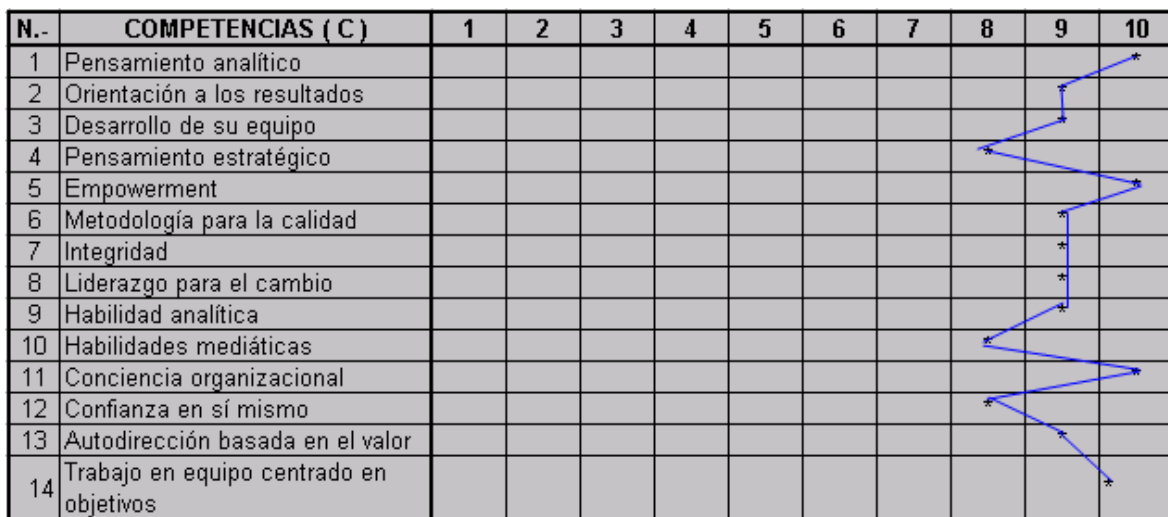 N.- COMPETENCIAS ( C ) 1 2 3 4 5 6 7 8 9 10
1 Pensamiento analítico *
2 Orientación a los resultados *
3 Desarrollo de su equipo *
4 Pensamiento estratégico *
5 Empowerment *
6 Metodología para la calidad *
7 Integridad *
8 Liderazgo para el cambio *
9 Habilidad analítica *
10 Habilidades mediáticas *
11 Conciencia organizacional *
12 Confianza en sí mismo *
13 Autodirección basada en el valor *
14 Trabajo en equipo centrado en
objetivos *